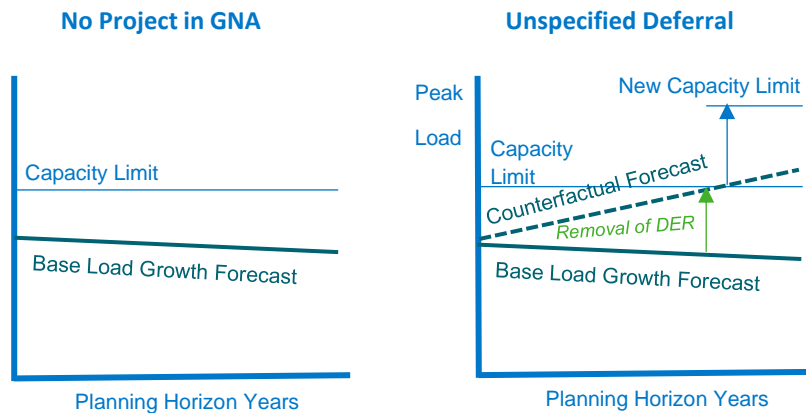 No Project in GNA
Capacity Limit
Base Load Growth Forecast
Planning Horizon Years
Unspecified Deferral
Peak
Load
New Capacity Limit
Capacity
Limit
Counterfactual Forecast
Removal of DER
Base Load Growth Forecast
Planning Horizon Years